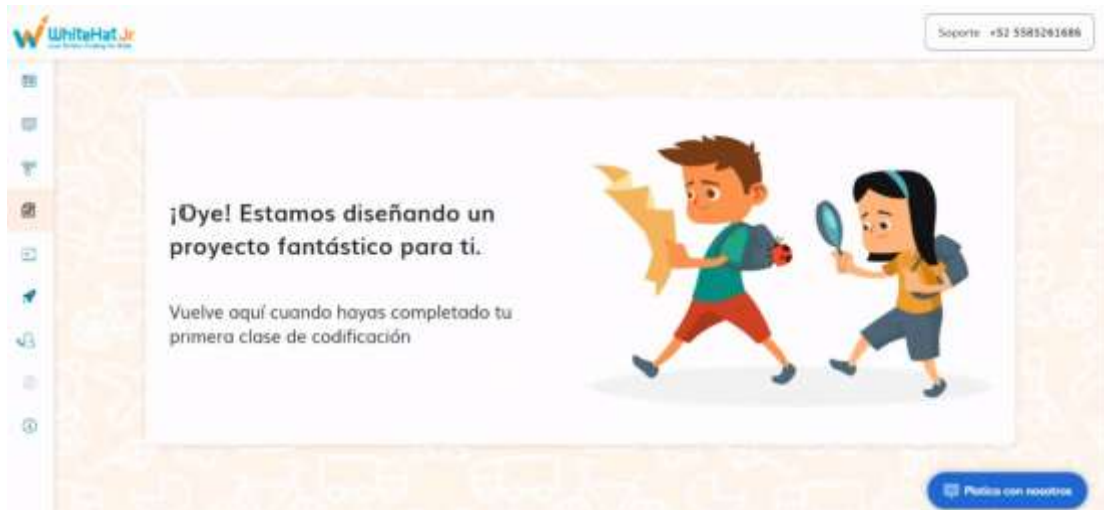 WhiteHat Jr
Soporte +52 5585261686
¡Oye! Estamos diseñando un
proyecto fantástico para ti.
Vuelve aquí cuando hayas completado tu
primera clase de codificación
Platica con nosotros